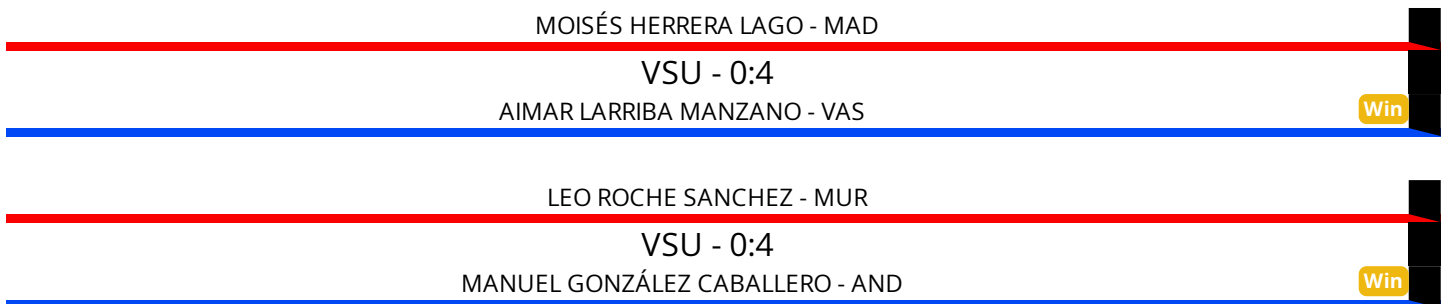 MOISÉS HERRERA LAGO - MAD
VSU - 0:4
AIMAR LARRIBA MANZANO - VAS
Win
LEO ROCHE SANCHEZ - MUR
VSU - 0:4
MANUEL GONZÁLEZ CABALLERO - AND
Win